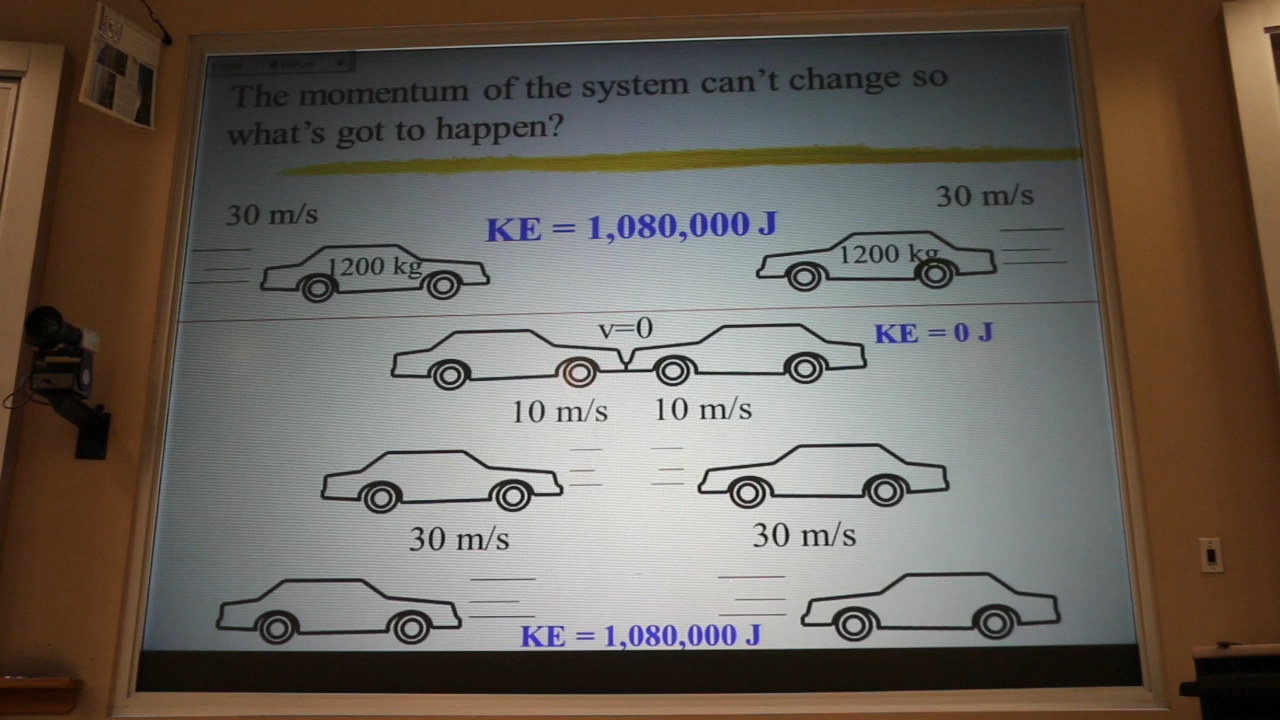 The momentum of the system can't change so
what's got to happen?
30 m/s
30 m/s
KE = 1,080,000 J
1200 kg
1200 kg
v=0
KE = 0 J
10 m/s 10 m/s
30 m/s 30 m/s
KE = 1,080,000 J